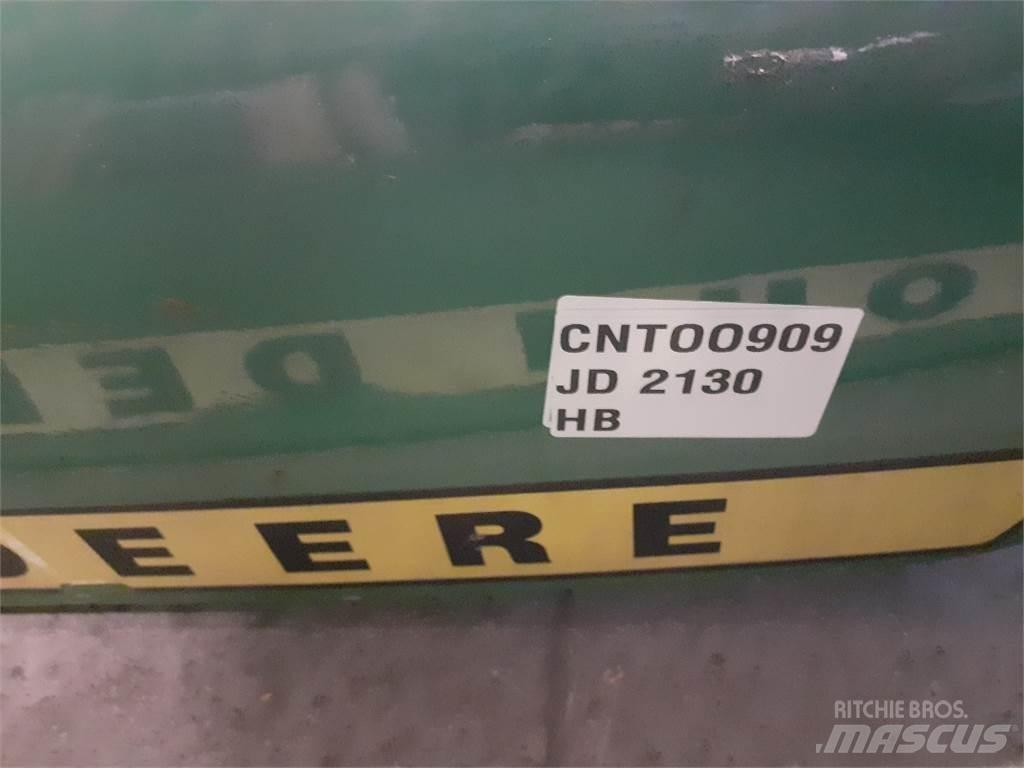 CNT00909
JD 2130
HB
DEERE
RITCHIE BROS.
MASCUS